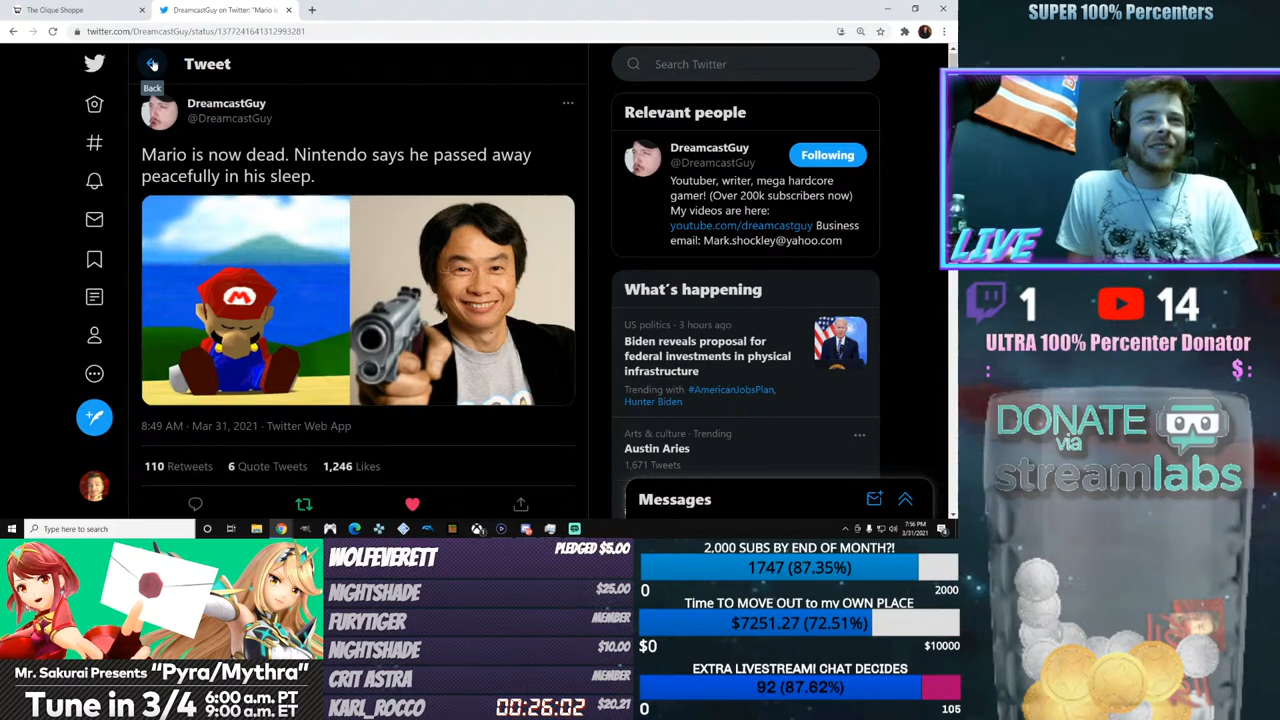 The Clique Shoppe
DreamcastGuy on Twitter: "Mario is
twitter.com/DreamcastGuy/status/1377241641312993281
Tweet
Back
Search Twitter
DreamcastGuy
@DreamcastGuy
Mario is now dead. Nintendo says he passed away
peacefully in his sleep.
M
8:49 AM · Mar 31, 2021 · Twitter Web App
110 Retweets 6 Quote Tweets 1,246 Likes
Relevant people
DreamcastGuy
@DreamcastGuy
Following
Youtuber, writer, mega hardcore
gamer! (Over 200k subscribers now)
My videos are here:
youtube.com/dreamcastguy Business
email: Mark.shockley@yahoo.com
What's happening
US politics · 3 hours ago
Biden reveals proposal for
federal investments in physical
infrastructure
Trending with #AmericanJobsPlan,
Hunter Biden
Arts & culture · Trending
Austin Aries
1,671 Tweets
Messages
Type here to search
7:56 PM
3/31/2021
SUPER 100% Percenters
LIVE
1
14
ULTRA 100% Percenter Donator
: $:
DONATE
via
streamlabs
Mr. Sakurai Presents "Pyra/Mythra"
Tune in 3/4 6:00 a.m. PT
9:00 a.m. ET
WOLFEVERETT PLEDGED $5.00
NIGHTSHADE $25.00
FURYTIGER MEMBER
NIGHTSHADE $10.00
CRIT ASTRA MEMBER
KARL_ROCCO 00:26:02 $20.21
2,000 SUBS BY END OF MONTH?!
1747 (87.35%)
0 2000
Time TO MOVE OUT to my OWN PLACE
$7251.27 (72.51%)
$0 $10000
EXTRA LIVESTREAM! CHAT DECIDES
92 (87.62%)
0 105